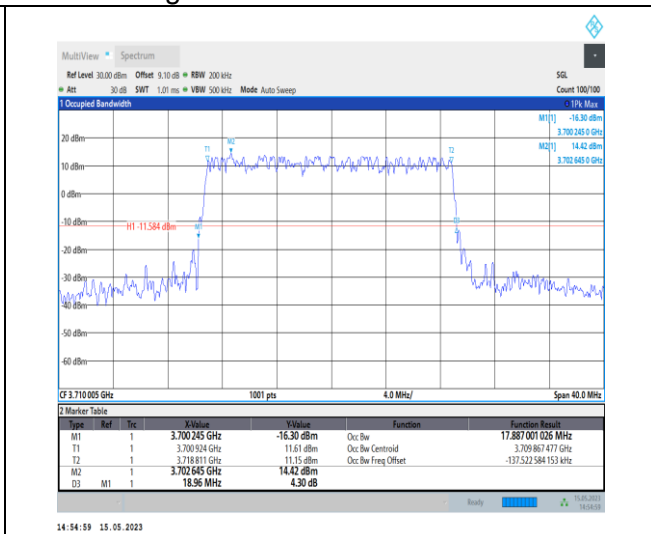 MultiView Spectrum
Ref Level 30.00 dBm Offset 9.10 dB RBW 200 kHz SGL
Att 30 dB SWT 1.01 ms VBW 500 kHz Mode Auto Sweep Count 100/100
1 Occupied Bandwidth 1Pk Max
M1[1] -16.30 dBm
3.700 245 0 GHz
M2[1] 14.42 dBm
3.702 645 0 GHz
20 dBm
T1 M2 T2
10 dBm
0 dBm
-10 dBm
H1 -11.584 dBm M1 D3
-20 dBm
-30 dBm
-40 dBm
-50 dBm
-60 dBm
CF 3.710 005 GHz 1001 pts 4.0 MHz/ Span 40.0 MHz
2 Marker Table
Type Ref Trc X-Value Y-Value Function Function Result
M1 1 3.700 245 GHz -16.30 dBm Occ Bw 17.887 001 026 MHz
T1 1 3.700 924 GHz 11.61 dBm Occ Bw Centroid 3.709 867 477 GHz
T2 1 3.718 811 GHz 11.15 dBm Occ Bw Freq Offset -137.522 584 153 kHz
M2 1 3.702 645 GHz 14.42 dBm
D3 M1 1 18.96 MHz 4.30 dB
Ready 15.05.2023
14:54:59
14:54:59 15.05.2023